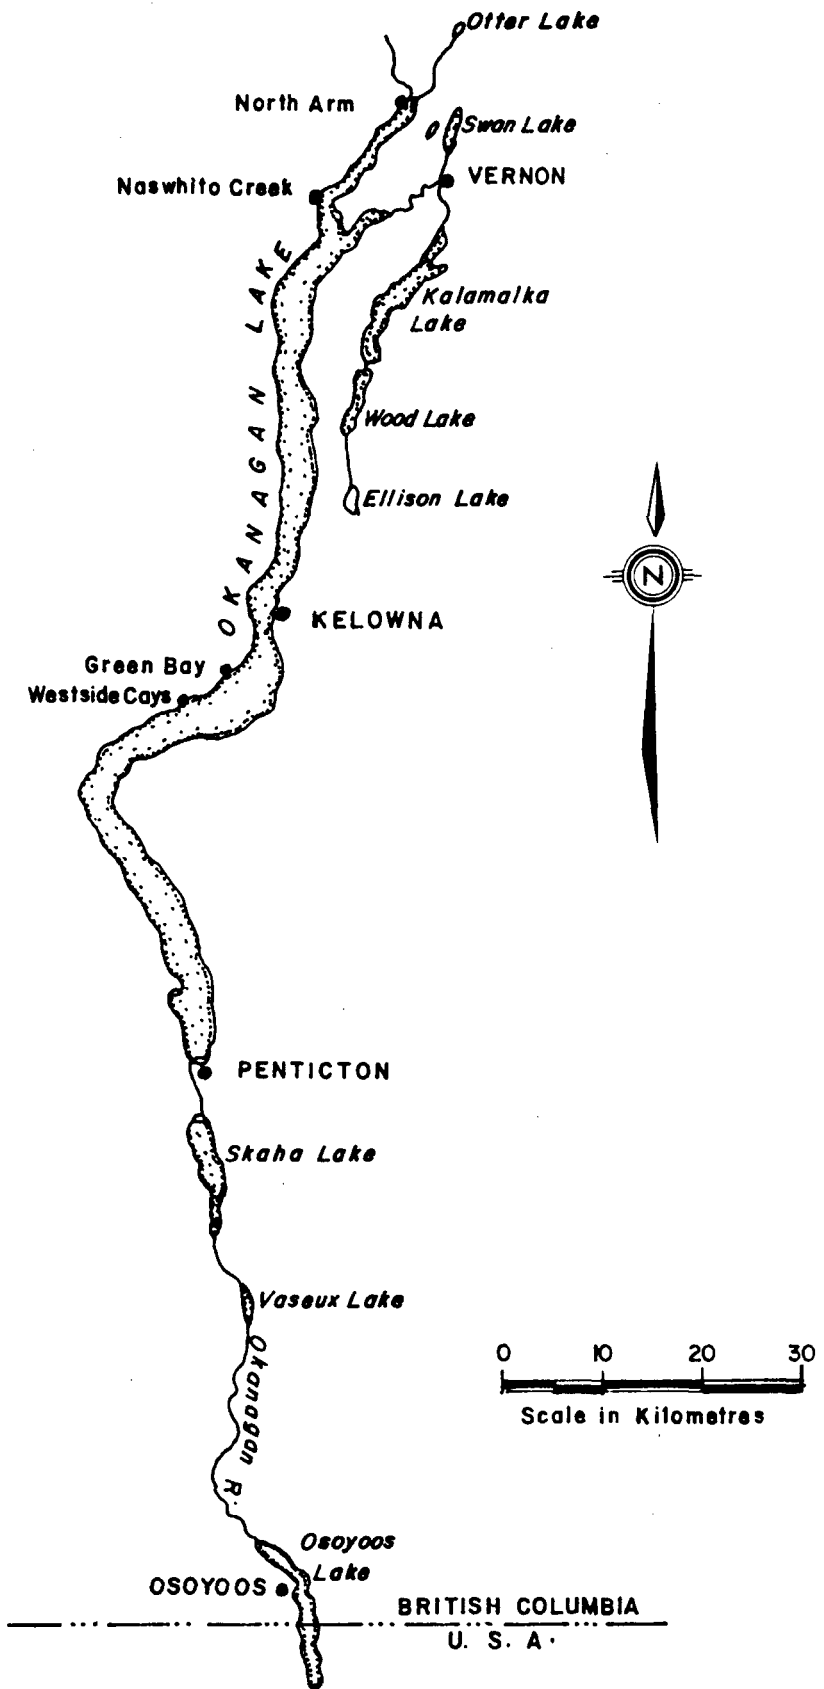 Otter Lake
North Arm
Swan Lake
Naswhito Creek
VERNON
OKANAGAN LAKE
Kalamalka
Lake
Wood Lake
Ellison Lake
N
KELOWNA
Green Bay
Westside Cays
PENTICTON
Skaha Lake
Vaseux Lake
Okanagan R.
0 10 20 30
Scale in Kilometres
Osoyoos
Lake
OSOYOOS
BRITISH COLUMBIA
U. S. A.